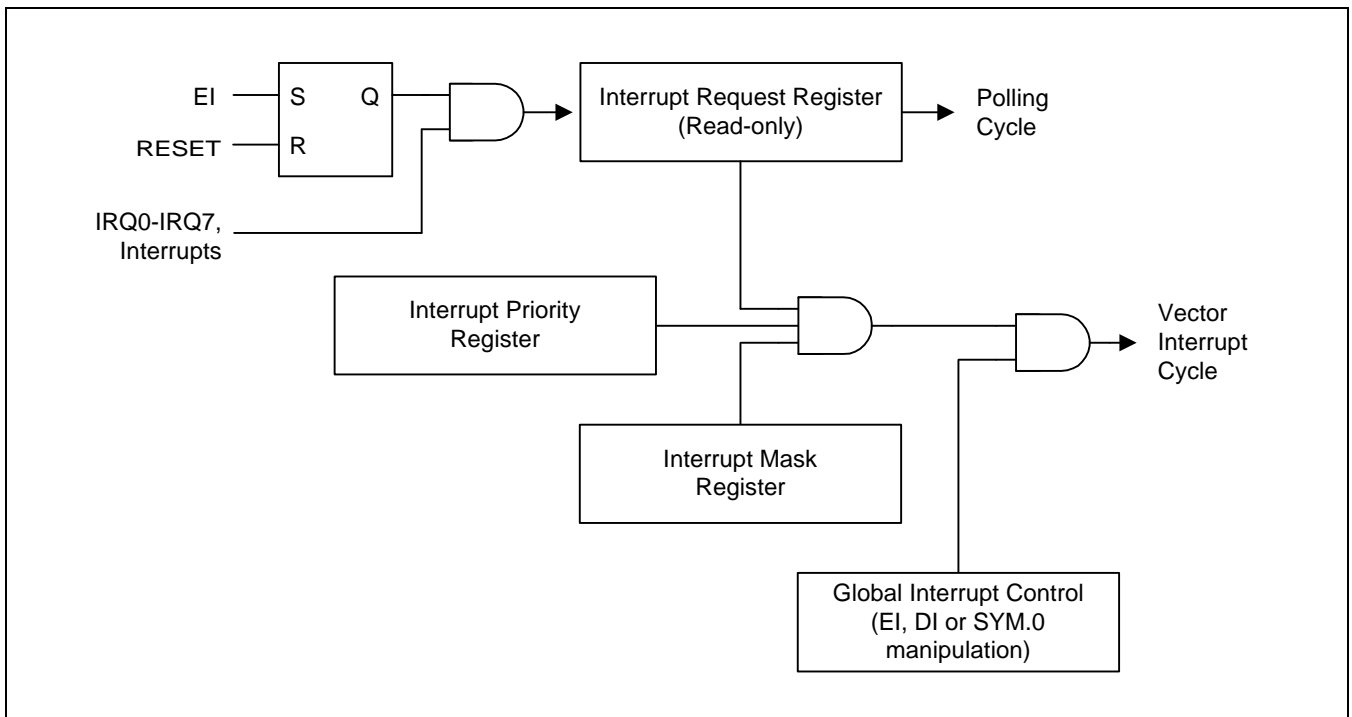 EI
S
Q
RESET
R
IRQ0-IRQ7,
Interrupts
Interrupt Request Register
(Read-only)
Polling
Cycle
Interrupt Priority
Register
Vector
Interrupt
Cycle
Interrupt Mask
Register
Global Interrupt Control
(EI, DI or SYM.0
manipulation)